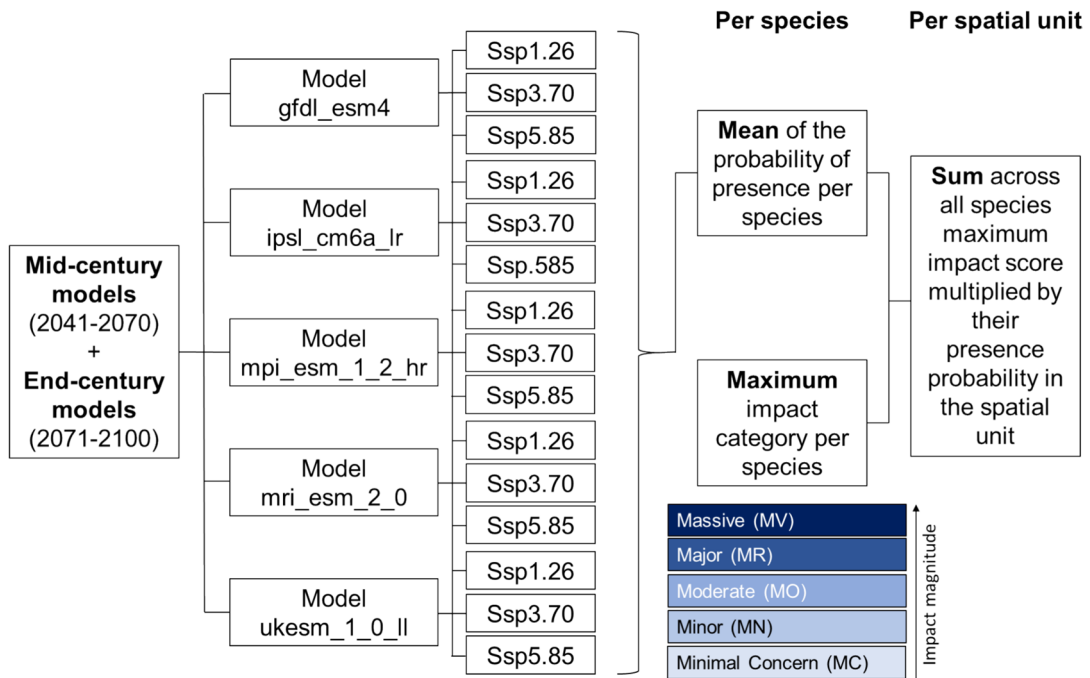 Per species
Per spatial unit
Mid-century
models
(2041-2070)
+
End-century
models
(2071-2100)
Model
gfdl_esm4
Ssp1.26
Ssp3.70
Ssp5.85
Model
ipsl_cm6a_lr
Ssp1.26
Ssp3.70
Ssp.585
Model
mpi_esm_1_2_hr
Ssp1.26
Ssp3.70
Ssp5.85
Model
mri_esm_2_0
Ssp1.26
Ssp3.70
Ssp5.85
Model
ukesm_1_0_ll
Ssp1.26
Ssp3.70
Ssp5.85
Mean of the
probability of
presence per
species
Maximum
impact
category per
species
Sum across
all species
maximum
impact score
multiplied by
their
presence
probability in
the spatial
unit
Massive (MV)
Major (MR)
Moderate (MO)
Minor (MN)
Minimal Concern (MC)
Impact magnitude